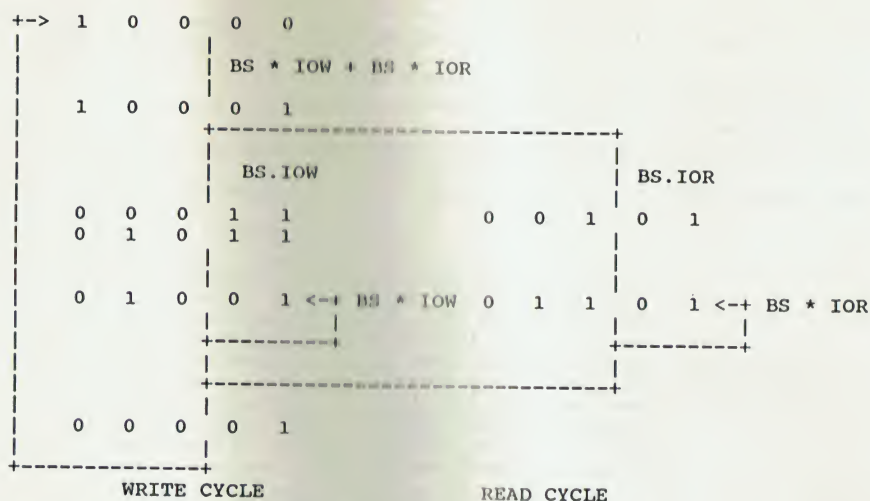 +-> 1 0 0 0 0
BS * IOW + BS * IOR
1 0 0 0 1
BS.IOW BS.IOR
0 0 0 1 1 0 0 1 0 1
0 1 0 1 1
0 1 0 0 1 <-+ BS * IOW 0 1 1 0 1 <-+ BS * IOR
0 0 0 0 1
WRITE CYCLE READ CYCLE